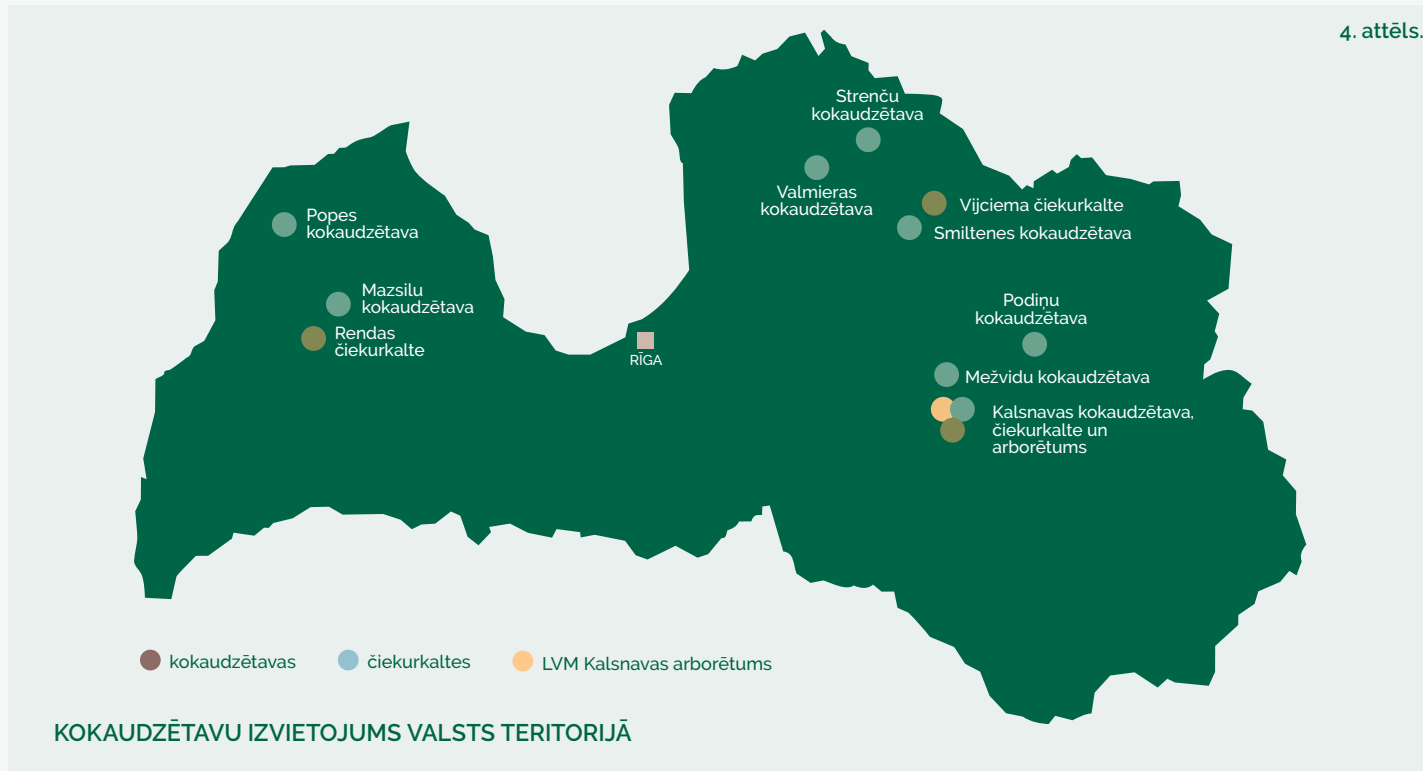 4. attēls.
Strenču
kokaudzētava
Valmieras
kokaudzētava
Vijciema čiekurkalte
Smiltenes kokaudzētava
Popes
kokaudzētava
Mazsilu
kokaudzētava
Rendas
čiekurkalte
RĪGA
Podiņu
kokaudzētava
Mežvidu kokaudzētava
Kalsnavas kokaudzētava,
čiekurkalte un
arborētums
kokaudzētavas
čiekurkaltes
LVM Kalsnavas arborētums
KOKAUDZĒTAVU IZVIETOJUMS VALSTS TERITORIJĀ